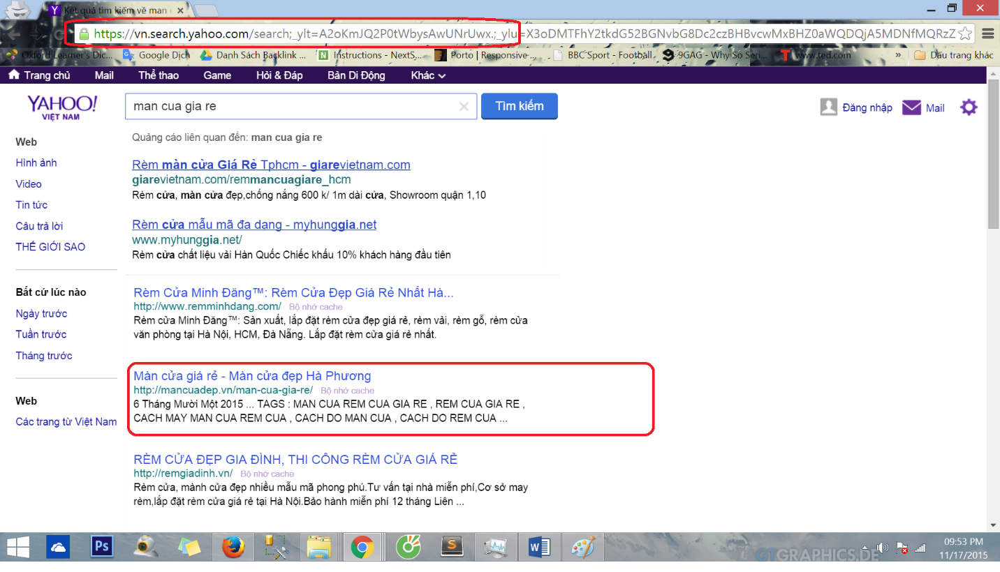 Kết quả tìm kiếm về man
https://vn.search.yahoo.com/search;_ylt=A2oKmJQ2P0tWbysAwUNrUwx.;_ylu=X3oDMTFhY2tkdG52BGNvbG8Dc2czBHBvcwMxBHZ0aWQDQjA5MDNfMQRzZ
Oxford Learner's Dic... Google Dịch Danh Sách Backlink ... Instructions - NextS... Porto | Responsive ... BBC Sport - Football 9GAG - Why So Seri... www.ted.com » Dấu trang khác
Trang chủ Mail Thể thao Game Hỏi & Đáp Bản Di Động Khác
YAHOO!
VIỆT NAM
man cua gia re
Tìm kiếm
Đăng nhập Mail
Web
Hình ảnh
Video
Tin tức
Câu trả lời
THẾ GIỚI SAO
Bất cứ lúc nào
Ngày trước
Tuần trước
Tháng trước
Web
Các trang từ Việt Nam
Quảng cáo liên quan đến: man cua gia re
Rèm màn cửa Giá Rẻ Tphcm - giarevietnam.com
giarevietnam.com/remmancuagiare_hcm
Rèm cửa, màn cửa đẹp,chống nắng 600 k/ 1m dài cửa, Showroom quận 1,10
Rèm cửa mẫu mã đa dang - myhunggia.net
www.myhunggia.net/
Rèm cửa chất liệu vải Hàn Quốc Chiếc khấu 10% khách hàng đầu tiên
Rèm Cửa Minh Đăng™: Rèm Cửa Đẹp Giá Rẻ Nhất Hà...
http://www.remminhdang.com/ Bộ nhớ cache
Rèm cửa Minh Đăng™: Sản xuất, lắp đặt rèm cửa đẹp giá rẻ, rèm vải, rèm gỗ, rèm cửa
văn phòng tại Hà Nội, HCM, Đà Nẵng. Lắp đặt rèm cửa giá rẻ nhất.
Màn cửa giá rẻ - Màn cửa đẹp Hà Phương
http://mancuadep.vn/man-cua-gia-re/ Bộ nhớ cache
6 Tháng Mười Một 2015 ... TAGS : MAN CUA REM CUA GIA RE , REM CUA GIA RE ,
CACH MAY MAN CUA REM CUA , CACH DO MAN CUA , CACH DO REM CUA ...
RÈM CỬA ĐẸP GIA ĐÌNH, THI CÔNG RÈM CỬA GIÁ RẺ
http://remgiadinh.vn/ Bộ nhớ cache
Rèm cửa, mành cửa đẹp nhiều mẫu mã phong phú.Tư vấn tại nhà miễn phí,Cơ sở may
rèm,lắp đặt rèm cửa giá rẻ tại Hà Nội.Bảo hành miễn phí 12 tháng Liên ...
Ps
GTGRAPHICS.DE
09:53 PM
11/17/2015